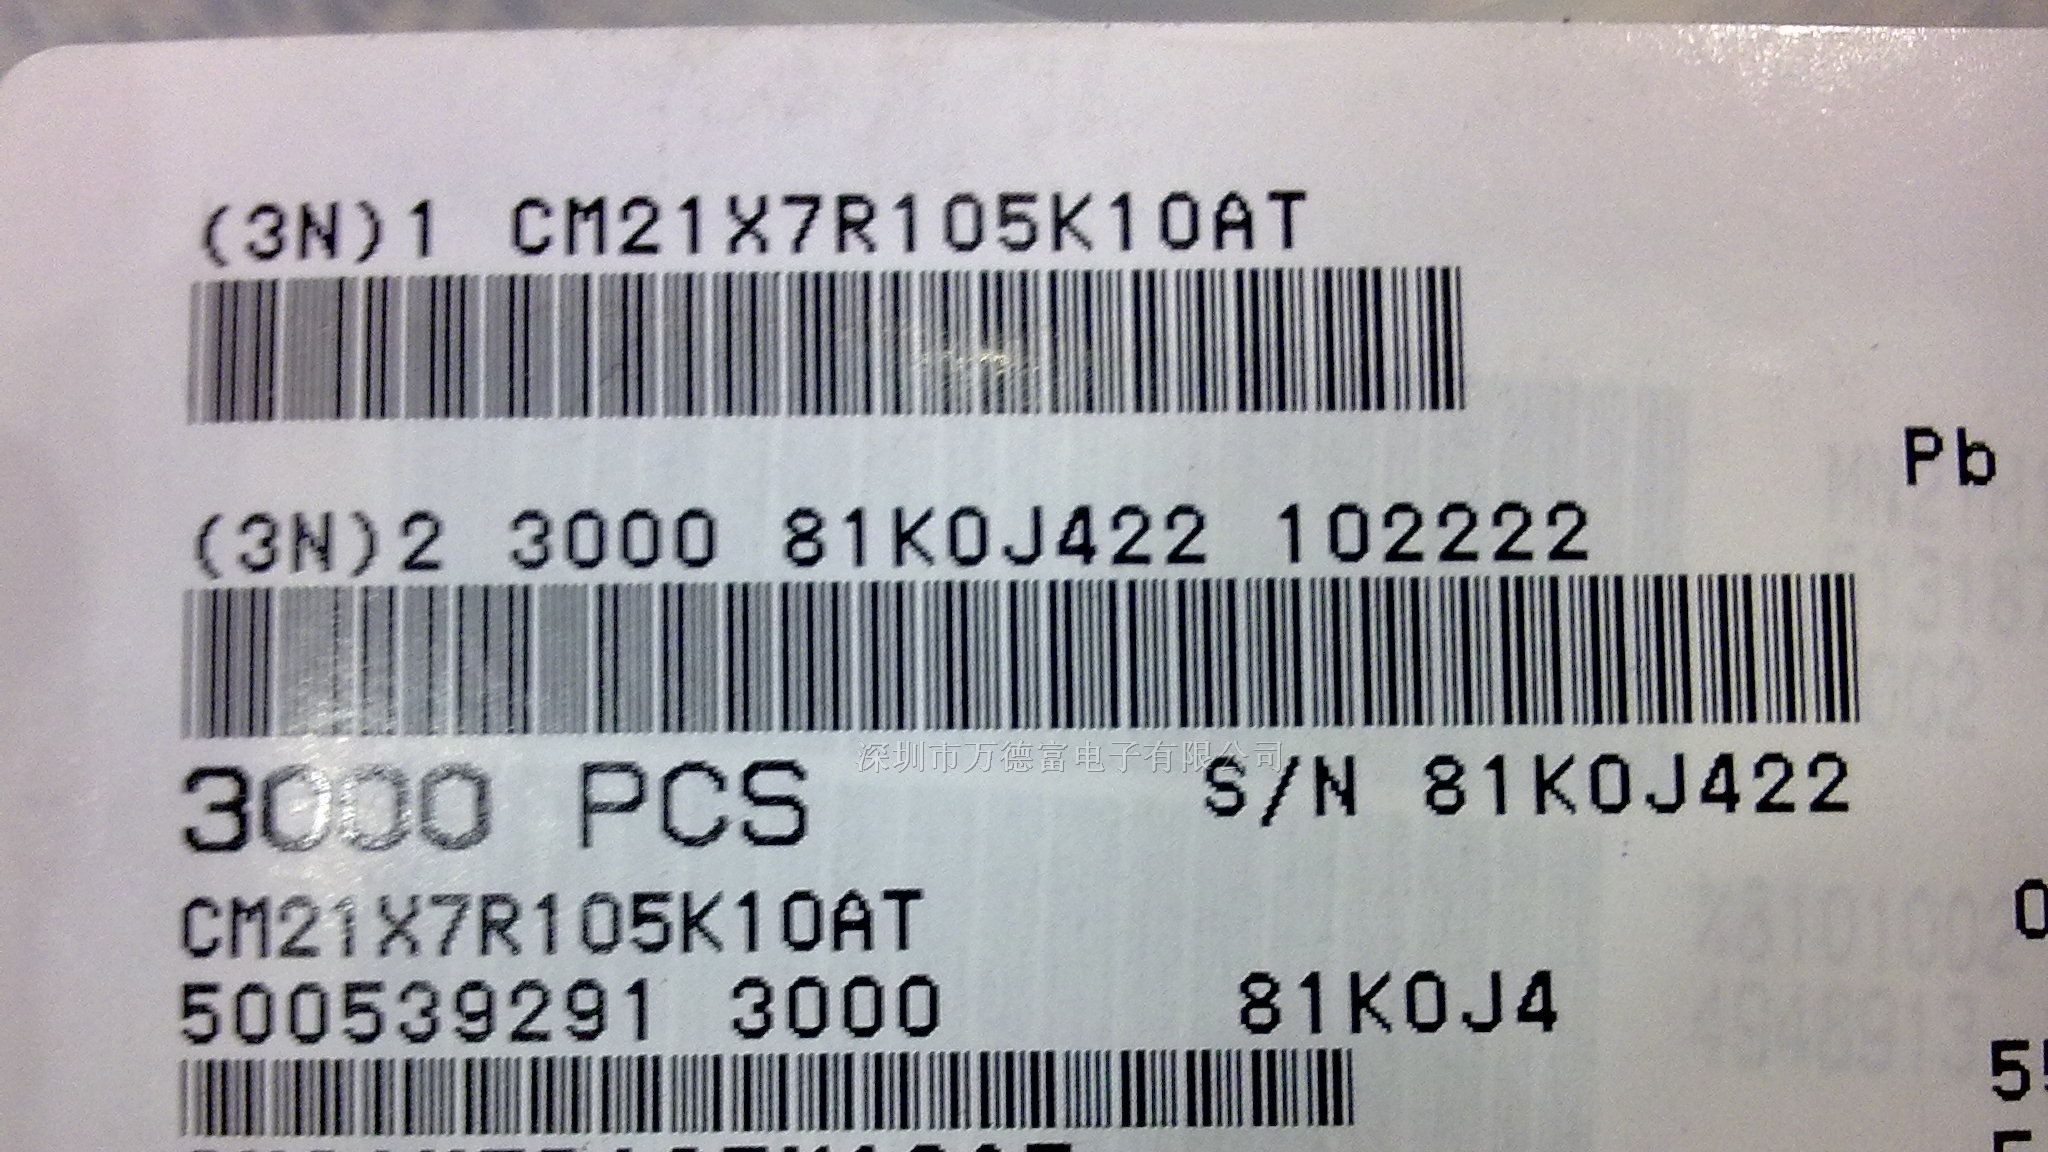 (3N)1 CM21X7R105K10AT
Pb
(3N)2 3000 81K0J422 102222
深圳市万德富电子有限公司
3000 PCS S/N 81K0J422
CM21X7R105K10AT
500539291 3000 81K0J4